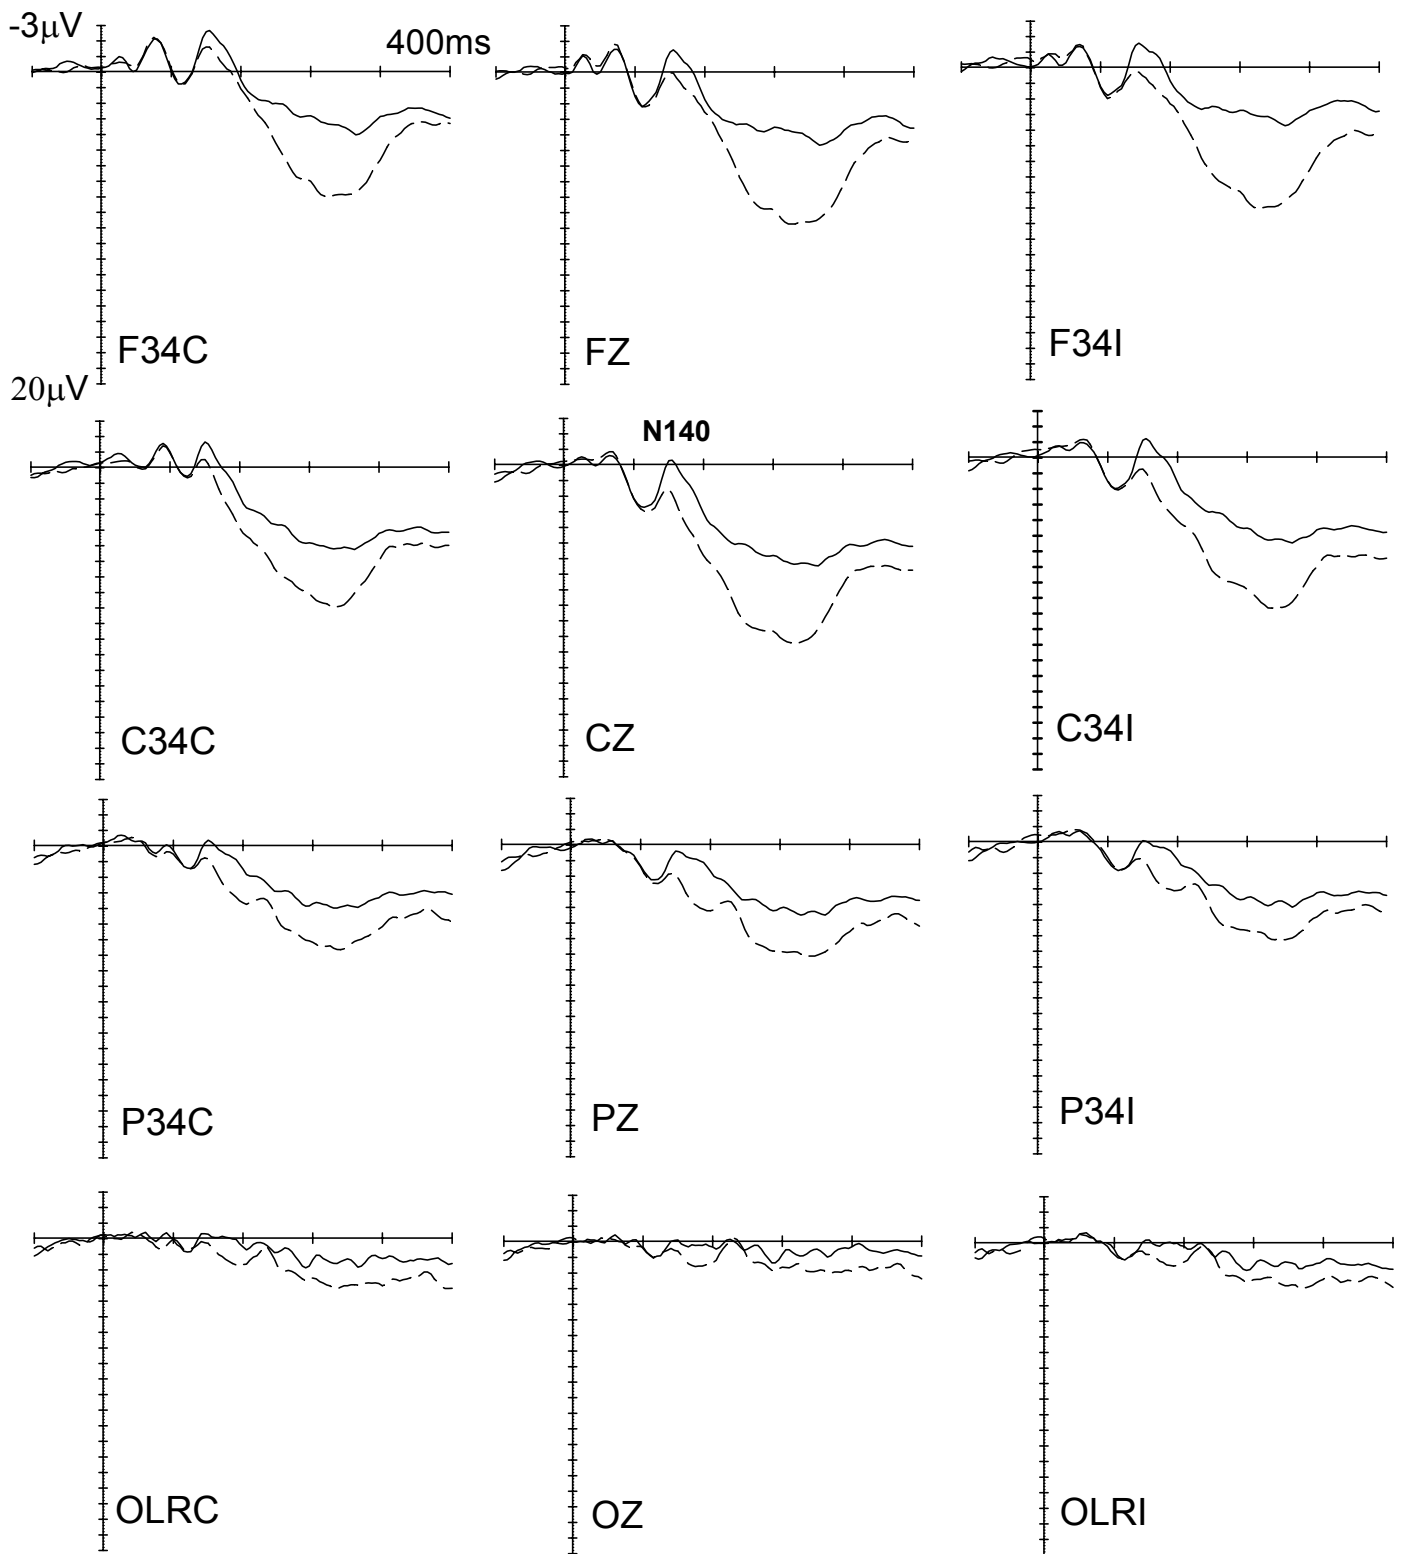 -3μV
400ms
F34C
FZ
F34I
20μV
N140
C34C
CZ
C34I
P34C
PZ
P34I
OLRC
OZ
OLRI